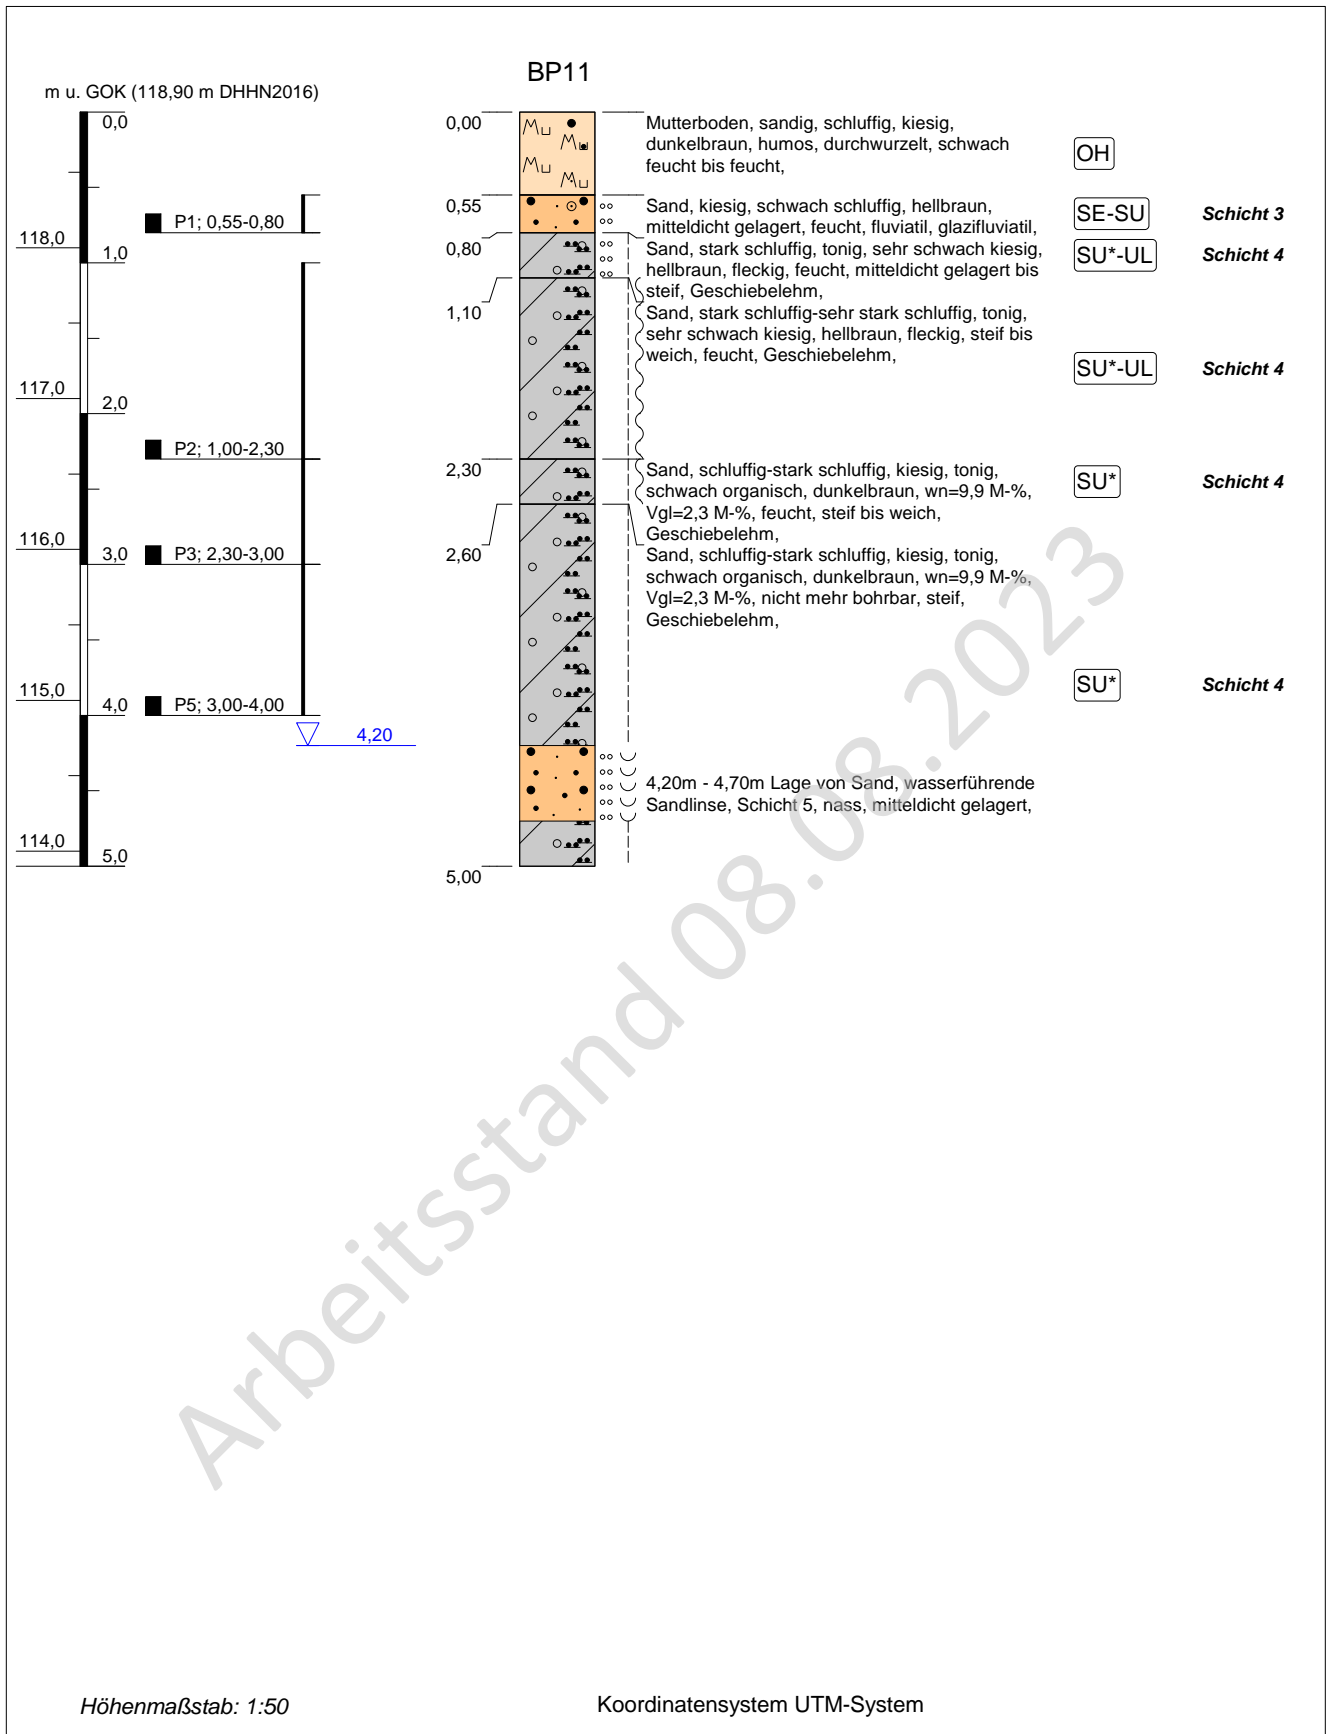 BP11
m u. GOK (118,90 m DHHN2016)
0,0
0,00
Mutterboden, sandig, schluffig, kiesig,
dunkelbraun, humos, durchwurzelt, schwach
feucht bis feucht,
OH
P1; 0,55-0,80
0,55
Sand, kiesig, schwach schluffig, hellbraun,
mitteldicht gelagert, feucht, fluviatil, glazifluviatil,
SE-SU
Schicht 3
118,0
1,0
0,80
Sand, stark schluffig, tonig, sehr schwach kiesig,
hellbraun, fleckig, feucht, mitteldicht gelagert bis
steif, Geschiebelehm,
SU*-UL
Schicht 4
1,10
Sand, stark schluffig-sehr stark schluffig, tonig,
sehr schwach kiesig, hellbraun, fleckig, steif bis
weich, feucht, Geschiebelehm,
SU*-UL
Schicht 4
117,0
2,0
P2; 1,00-2,30
2,30
Sand, schluffig-stark schluffig, kiesig, tonig,
schwach organisch, dunkelbraun, wn=9,9 M-%,
Vgl=2,3 M-%, feucht, steif bis weich,
Geschiebelehm,
SU*
Schicht 4
116,0
3,0
P3; 2,30-3,00
2,60
Sand, schluffig-stark schluffig, kiesig, tonig,
schwach organisch, dunkelbraun, wn=9,9 M-%,
Vgl=2,3 M-%, nicht mehr bohrbar, steif,
Geschiebelehm,
SU*
Schicht 4
115,0
4,0
P5; 3,00-4,00
4,20
4,20m - 4,70m Lage von Sand, wasserführende
Sandlinse, Schicht 5, nass, mitteldicht gelagert,
114,0
5,0
5,00
Arbeitsstand 08.08.2023
Höhenmaßstab: 1:50
Koordinatensystem UTM-System